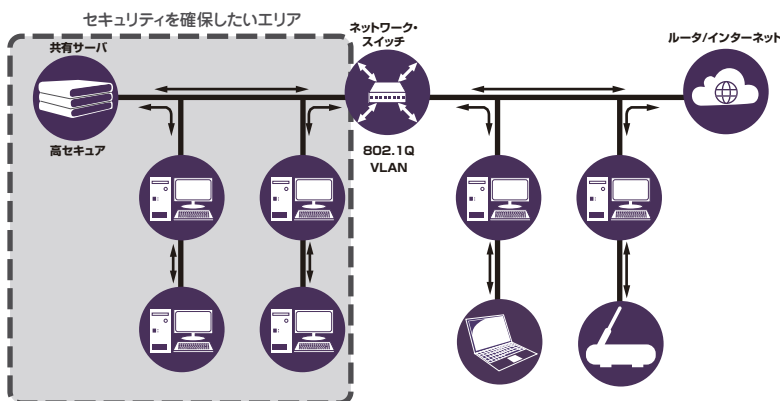 セキュリティを確保したいエリア
共有サーバ
高セキュア
ネットワーク・
スイッチ
802.1Q
VLAN
ルータ/インターネット